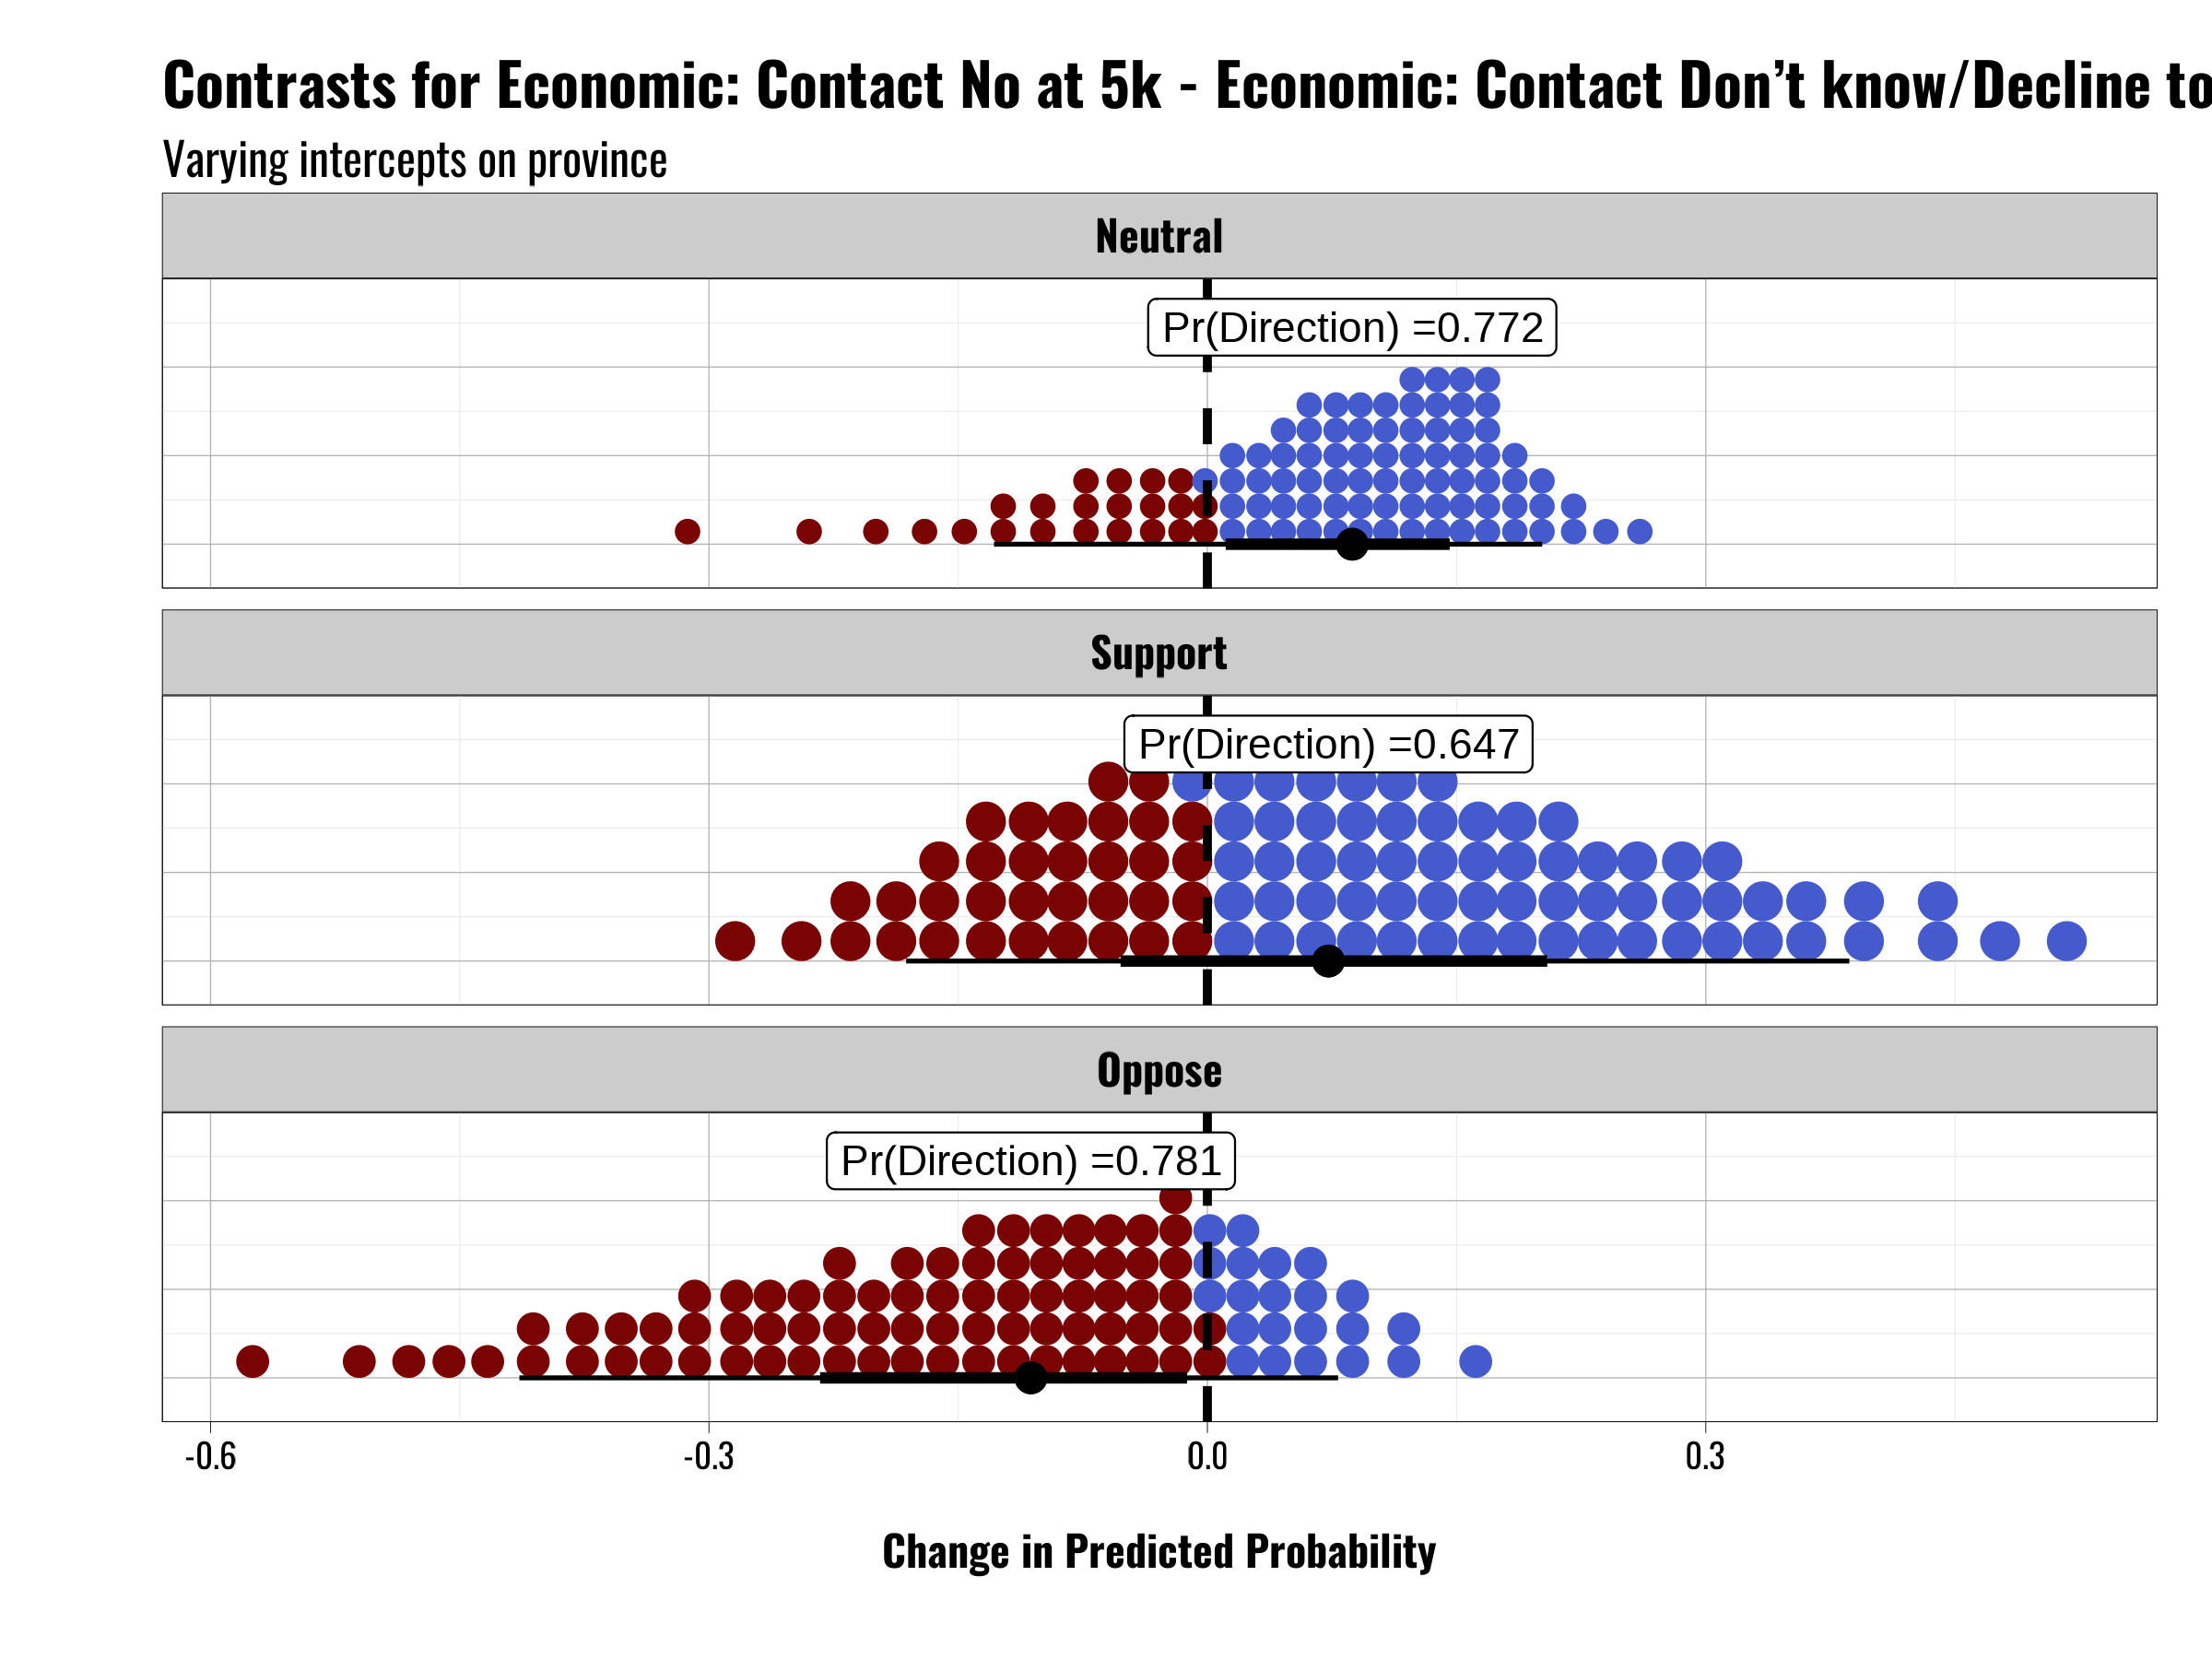 Contrasts for Economic: Contact No at 5k - Economic: Contact Don’t know/Decline to
Varying intercepts on province
Neutral
Pr(Direction) =0.772
Support
Pr(Direction) =0.647
Oppose
Pr(Direction) =0.781
-0.6 -0.3 0.0 0.3
Change in Predicted Probability